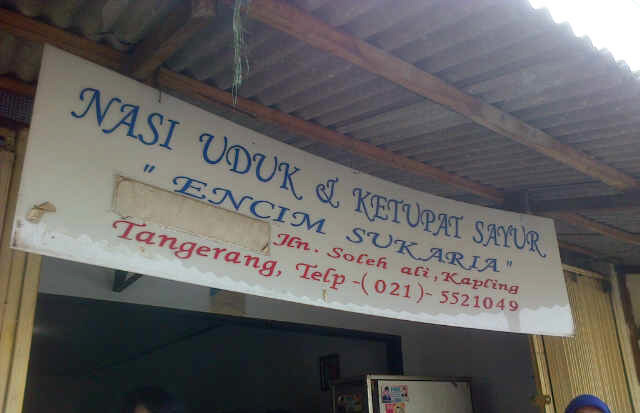 NASI UDUK & KETUPAT SAYUR
" ENCIM SUKARIA "
Jln. Soleh ali, Kapling
Tangerang, Telp - ( 021 ) - 5521049